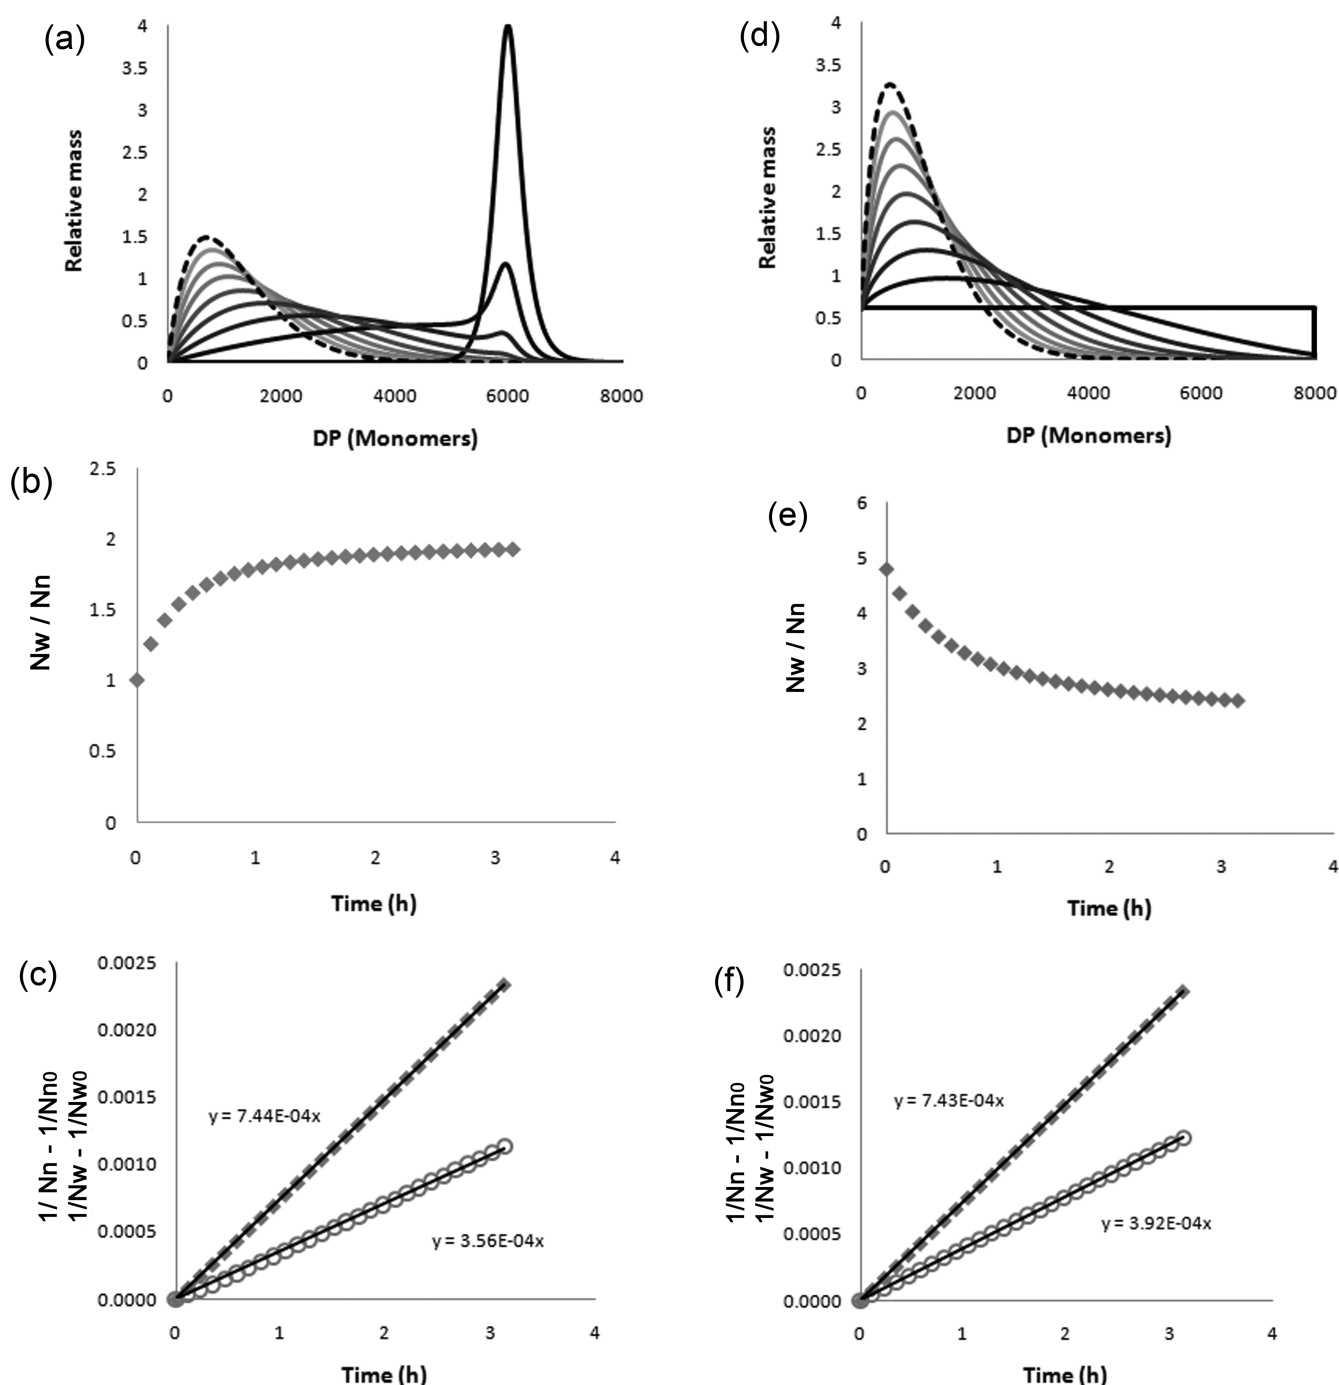 (a)
Relative mass
4
3.5
3
2.5
2
1.5
1
0.5
0
0 2000 4000 6000 8000
DP (Monomers)
(d)
Relative mass
4
3.5
3
2.5
2
1.5
1
0.5
0
0 2000 4000 6000 8000
DP (Monomers)
(b)
Nw / Nn
2.5
2
1.5
1
0.5
0
0 1 2 3 4
Time (h)
(e)
Nw / Nn
6
5
4
3
2
1
0
0 1 2 3 4
Time (h)
(c)
1/ Nn - 1/Nn0
1/Nw - 1/Nw0
0.0025
0.0020
0.0015
0.0010
0.0005
0.0000
y = 7.44E-04x
y = 3.56E-04x
0 1 2 3 4
Time (h)
(f)
1/Nn - 1/Nn0
1/Nw - 1/Nw0
0.0025
0.0020
0.0015
0.0010
0.0005
0.0000
y = 7.43E-04x
y = 3.92E-04x
0 1 2 3 4
Time (h)